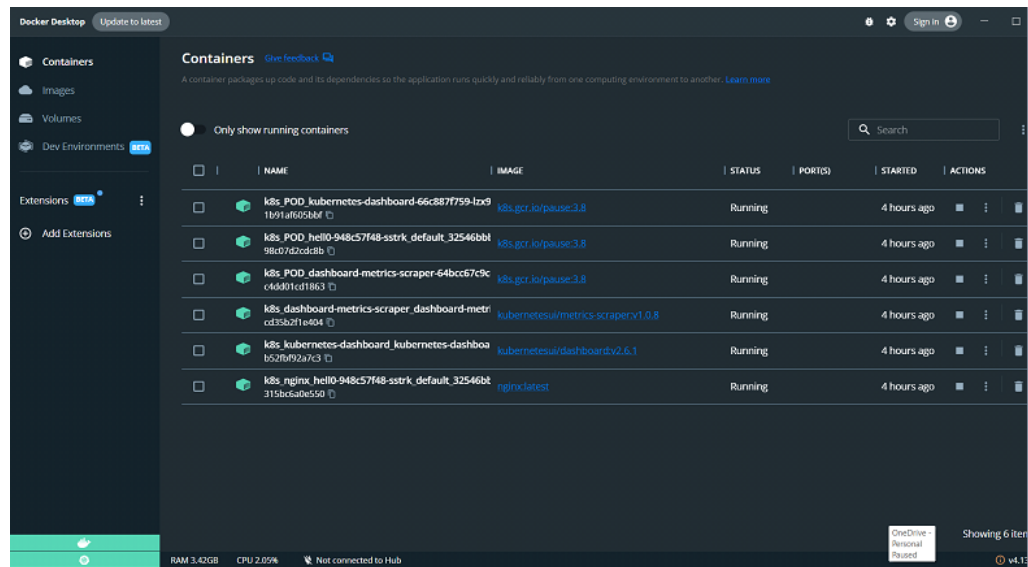 Docker Desktop Update to latest Sign in
Containers
Images
Volumes
Dev Environments BETA
Extensions BETA
Add Extensions
Containers Give feedback
A container packages up code and its dependencies so the application runs quickly and reliably from one computing environment to another. Learn more
Only show running containers
Search
NAME IMAGE STATUS PORT(S) STARTED ACTIONS
k8s_POD_kubernetes-dashboard-66c887f759-lzx9
1b91af605bbf
k8s.gcr.io/pause:3.8 Running 4 hours ago
k8s_POD_hell0-948c57f48-sstrk_default_32546bbl
98c07d2cdc8b
k8s.gcr.io/pause:3.8 Running 4 hours ago
k8s_POD_dashboard-metrics-scraper-64bcc67c9c
c4dd01cd1863
k8s.gcr.io/pause:3.8 Running 4 hours ago
k8s_dashboard-metrics-scraper_dashboard-metri
cd35b2f1e404
kubernetesui/metrics-scraper:v1.0.8 Running 4 hours ago
k8s_kubernetes-dashboard_kubernetes-dashboa
b52fbf92a7c3
kubernetesui/dashboard:v2.6.1 Running 4 hours ago
k8s_nginx_hell0-948c57f48-sstrk_default_32546bb
315bc6a0e550
nginx:latest Running 4 hours ago
OneDrive -
Personal
Paused
Showing 6 iten
RAM 3.42GB CPU 2.05% Not connected to Hub v4.13